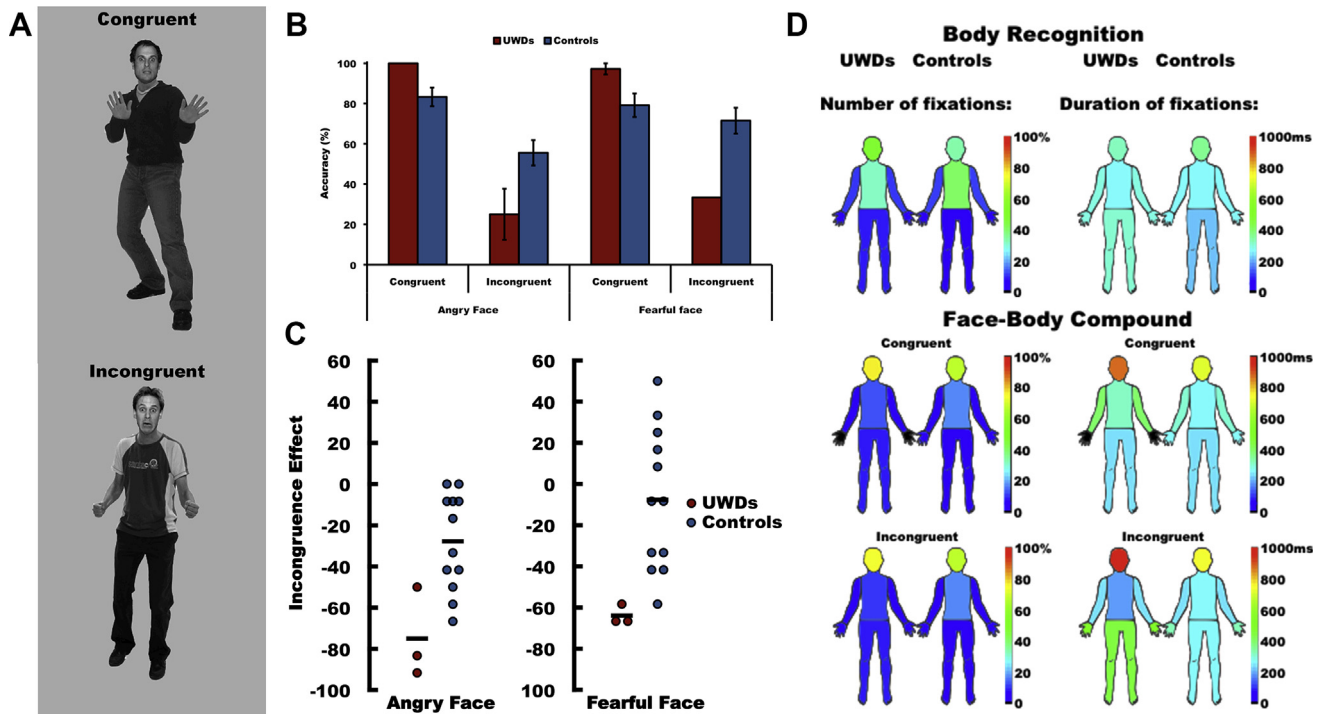 A
Congruent
Incongruent
B
UWDs Controls
Accuracy (%)
100
80
60
40
20
0
Congruent Incongruent Congruent Incongruent
Angry Face Fearful face
C
Incongruence Effect
60
40
20
0
-20
-40
-60
-80
-100
Angry Face
60
40
20
0
-20
-40
-60
-80
100
Fearful Face
UWDs
Controls
D
Body Recognition
UWDs Controls UWDs Controls
Number of fixations: Duration of fixations:
100%
80
60
40
20
0
1000ms
800
600
400
200
0
Face-Body Compound
Congruent Congruent
100%
80
60
40
20
0
1000ms
800
600
400
200
0
Incongruent Incongruent
100%
80
60
40
20
0
1000ms
800
600
400
200
0